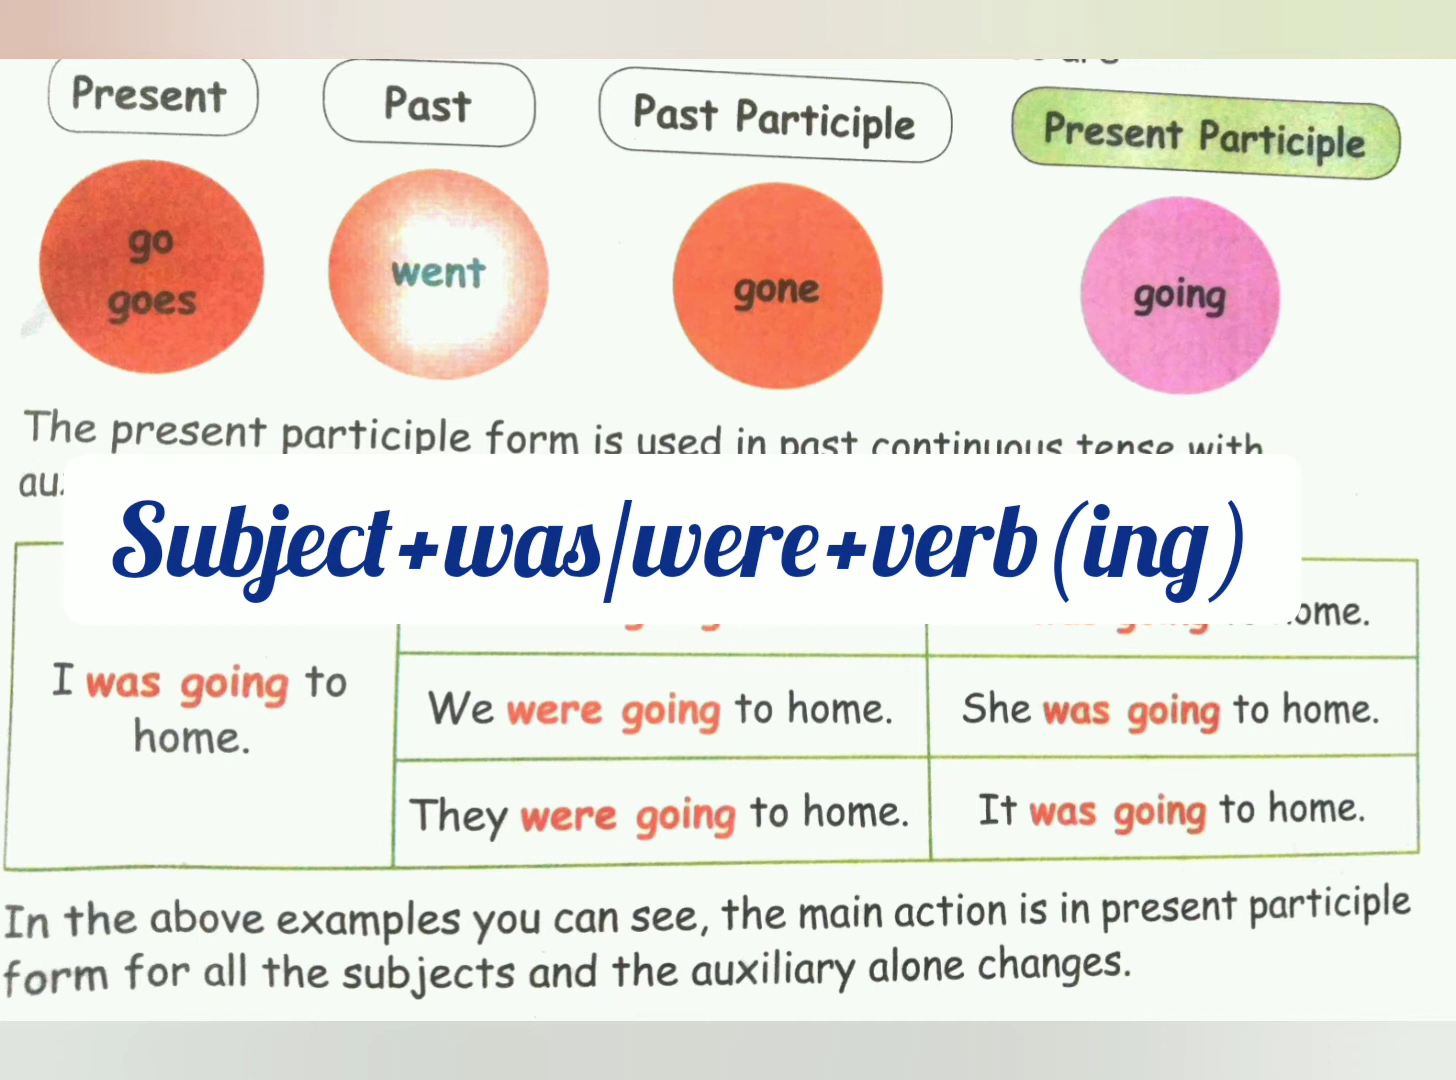 Present
Past
Past Participle
Present Participle
go
goes
went
gone
going
The present participle form is used in past continuous tense with
Subject+was/were+verb(ing)
I was going to
home.
We were going to home.
They were going to home.
was going home.
She was going to home.
It was going to home.
In the above examples you can see, the main action is in present participle
form for all the subjects and the auxiliary alone changes.